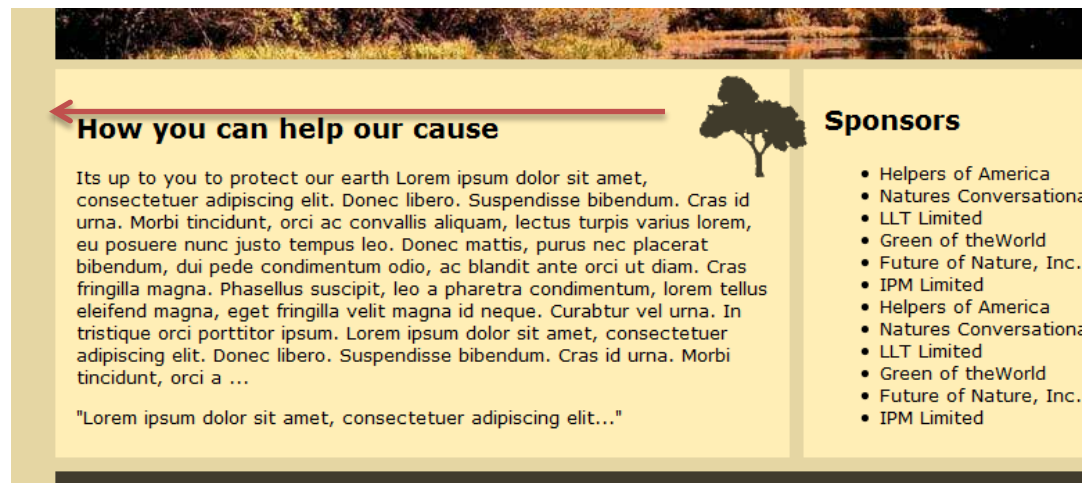 How you can help our cause
Its up to you to protect our earth Lorem ipsum dolor sit amet,
consectetuer adipiscing elit. Donec libero. Suspendisse bibendum. Cras id
urna. Morbi tincidunt, orci ac convallis aliquam, lectus turpis varius lorem,
eu posuere nunc justo tempus leo. Donec mattis, purus nec placerat
bibendum, dui pede condimentum odio, ac blandit ante orci ut diam. Cras
fringilla magna. Phasellus suscipit, leo a pharetra condimentum, lorem tellus
eleifend magna, eget fringilla velit magna id neque. Curabtur vel urna. In
tristique orci porttitor ipsum. Lorem ipsum dolor sit amet, consectetuer
adipiscing elit. Donec libero. Suspendisse bibendum. Cras id urna. Morbi
tincidunt, orci a ...
"Lorem ipsum dolor sit amet, consectetuer adipiscing elit..."
Sponsors
Helpers of America
Natures Conversationa
LLT Limited
Green of theWorld
Future of Nature, Inc.
IPM Limited
Helpers of America
Natures Conversationa
LLT Limited
Green of theWorld
Future of Nature, Inc.
IPM Limited